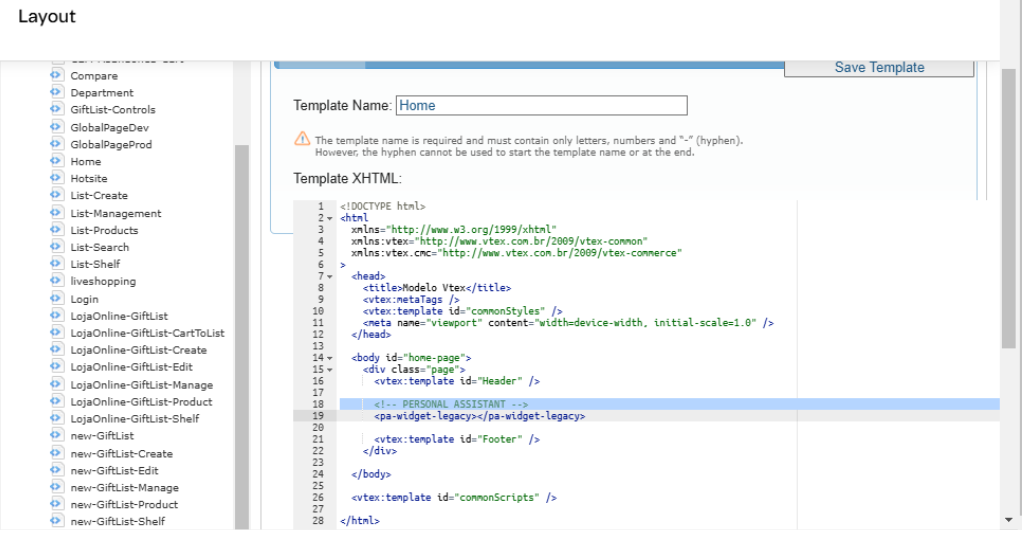 Layout
Compare
Department
GiftList-Controls
GlobalPageDev
GlobalPageProd
Home
Hotsite
List-Create
List-Management
List-Products
List-Search
List-Shelf
liveshopping
Login
LojaOnline-GiftList
LojaOnline-GiftList-CartToList
LojaOnline-GiftList-Create
LojaOnline-GiftList-Edit
LojaOnline-GiftList-Manage
LojaOnline-GiftList-Product
LojaOnline-GiftList-Shelf
new-GiftList
new-GiftList-Create
new-GiftList-Edit
new-GiftList-Manage
new-GiftList-Product
new-GiftList-Shelf
Save Template
Template Name: Home
The template name is required and must contain only letters, numbers and "-" (hyphen).
However, the hyphen cannot be used to start the template name or at the end.
Template XHTML:
1 <!DOCTYPE html>
2 <html
3 xmlns="http://www.w3.org/1999/xhtml"
4 xmlns:vtex="http://www.vtex.com.br/2009/vtex-common"
5 xmlns:vtex.cmc="http://www.vtex.com.br/2009/vtex-commerce"
6 >
7 <head>
8 <title>Modelo Vtex</title>
9 <vtex:metaTags />
10 <vtex:template id="commonStyles" />
11 <meta name="viewport" content="width=device-width, initial-scale=1.0" />
12 </head>
13
14 <body id="home-page">
15 <div class="page">
16 <vtex:template id="Header" />
17
18 <!-- PERSONAL ASSISTANT -->
19 <pa-widget-legacy></pa-widget-legacy>
20
21 <vtex:template id="Footer" />
22 </div>
23
24 </body>
25
26 <vtex:template id="commonScripts" />
27
28 </html>